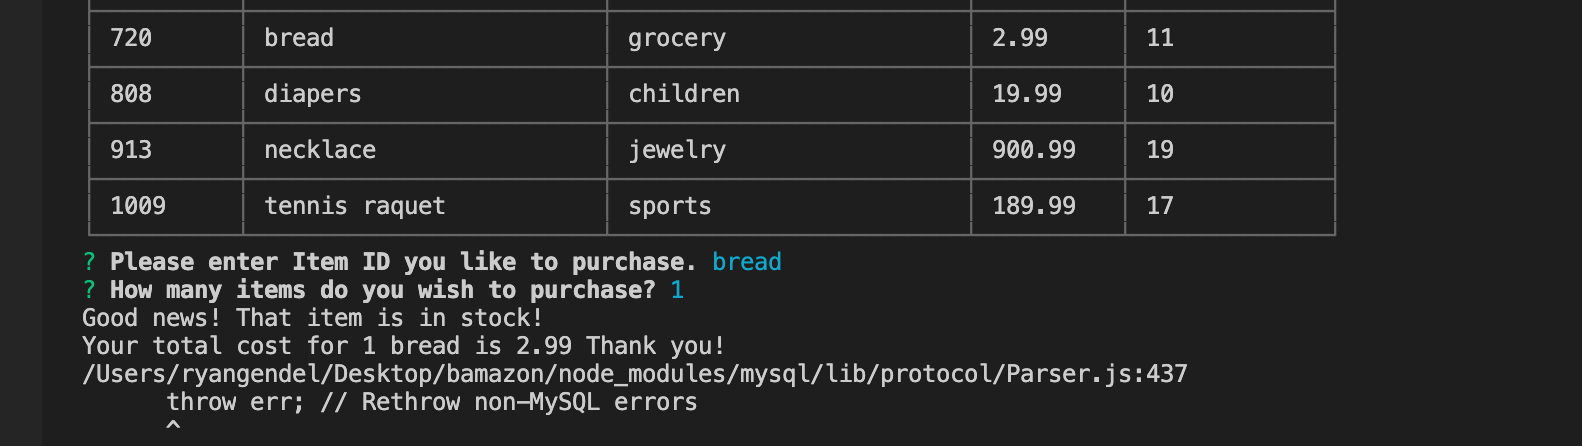 720 bread grocery 2.99 11
808 diapers children 19.99 10
913 necklace jewelry 900.99 19
1009 tennis raquet sports 189.99 17
? Please enter Item ID you like to purchase. bread
? How many items do you wish to purchase? 1
Good news! That item is in stock!
Your total cost for 1 bread is 2.99 Thank you!
/Users/ryangendel/Desktop/bamazon/node_modules/mysql/lib/protocol/Parser.js:437
throw err; // Rethrow non-MySQL errors
^